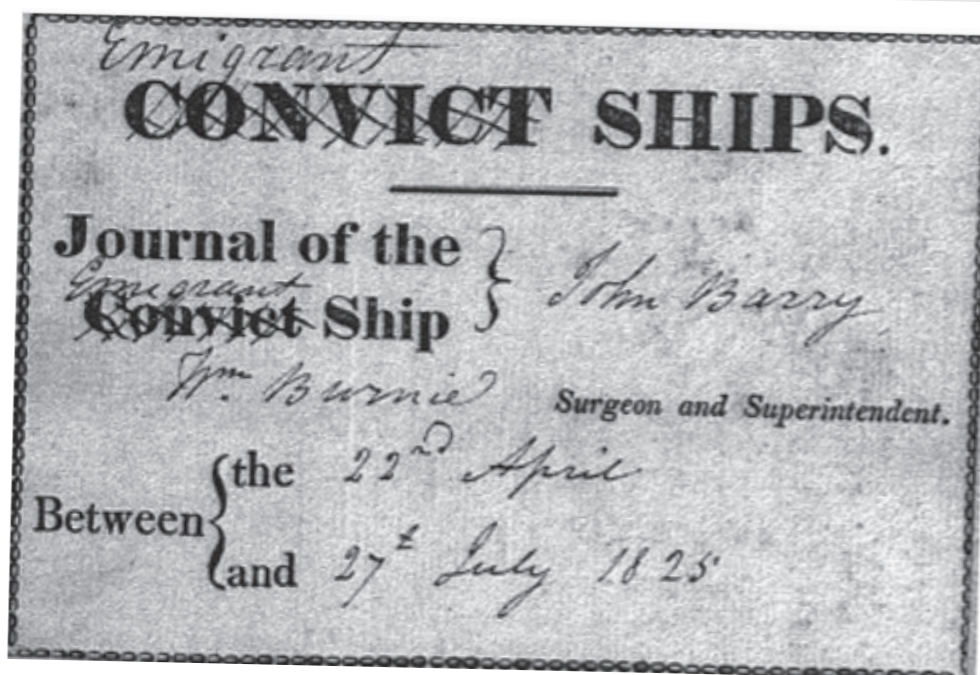 Emigrant
CONVICT SHIPS.
Journal of the
Emigrant
Convict Ship
John Barry
Wm. Burnie Surgeon and Superintendent.
Between
the 22nd April
and 27t July 1825